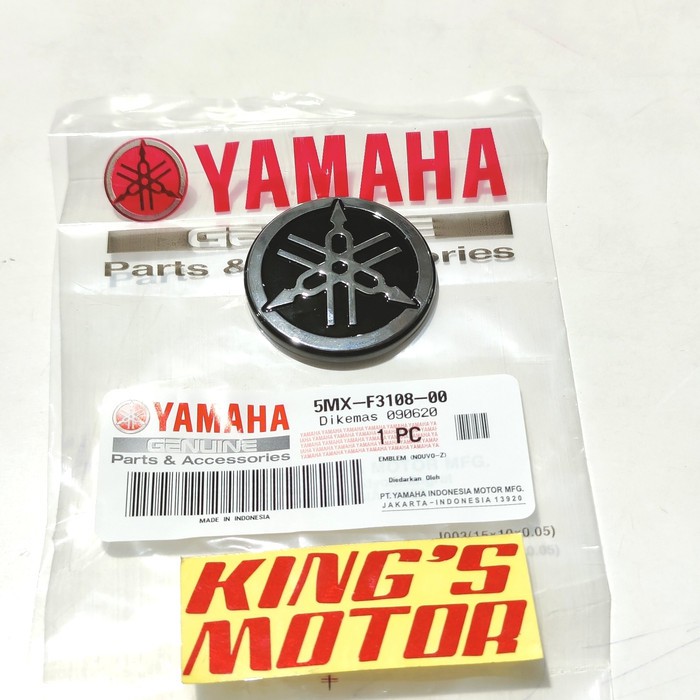 YAMAHA
Parts &
YAMAHA
GENUINE
Parts & Accessories
MADE IN INDONESIA
5MX-F3108-00
Dikemas 090620
1 PC
EMBLEM (NOUVO-Z)
Diedarkan Oleh
PT. YAMAHA INDONESIA MOTOR MFG.
JAKARTA-INDONESIA 13920
KING'S
MOTOR